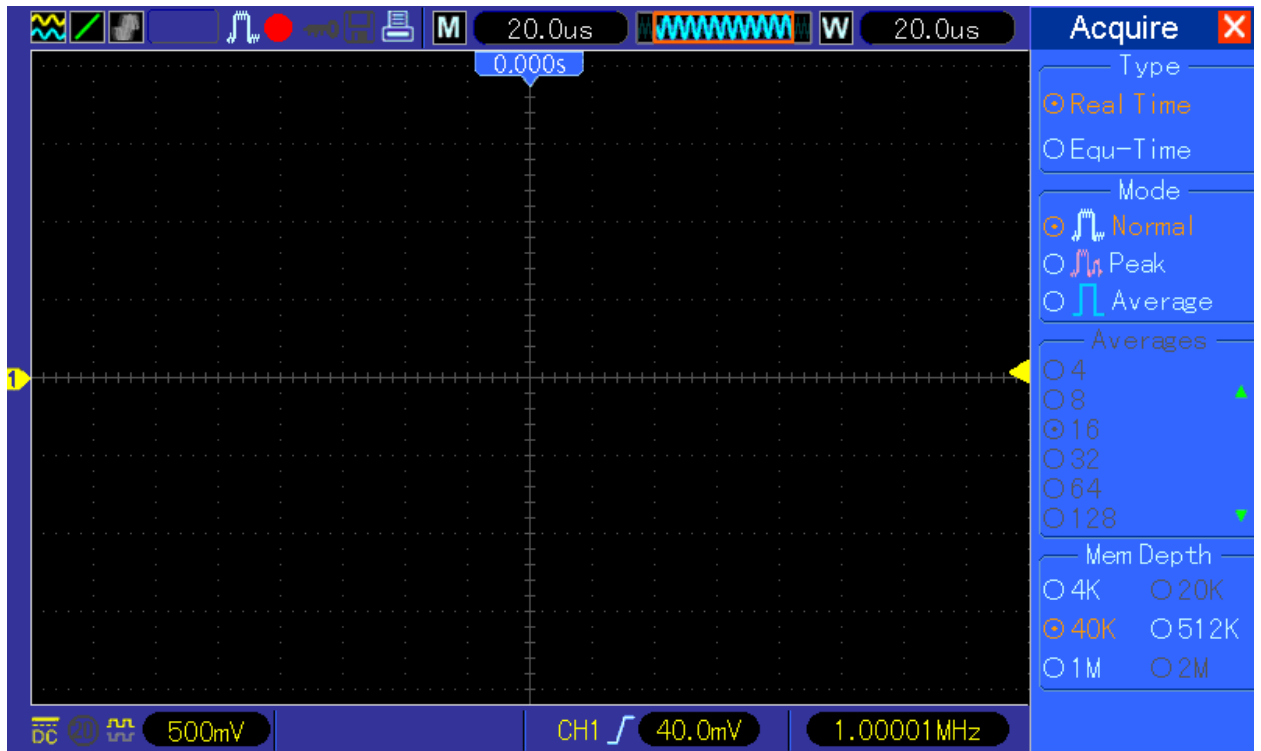 M 20.0us W 20.0us
0.000s
1
DC 20 500mV CH1 40.0mV 1.00001MHz
Acquire X
Type
Real Time
Equ-Time
Mode
Normal
Peak
Average
Averages
4
8
16
32
64
128
Mem Depth
4K 20K
40K 512K
1M 2M